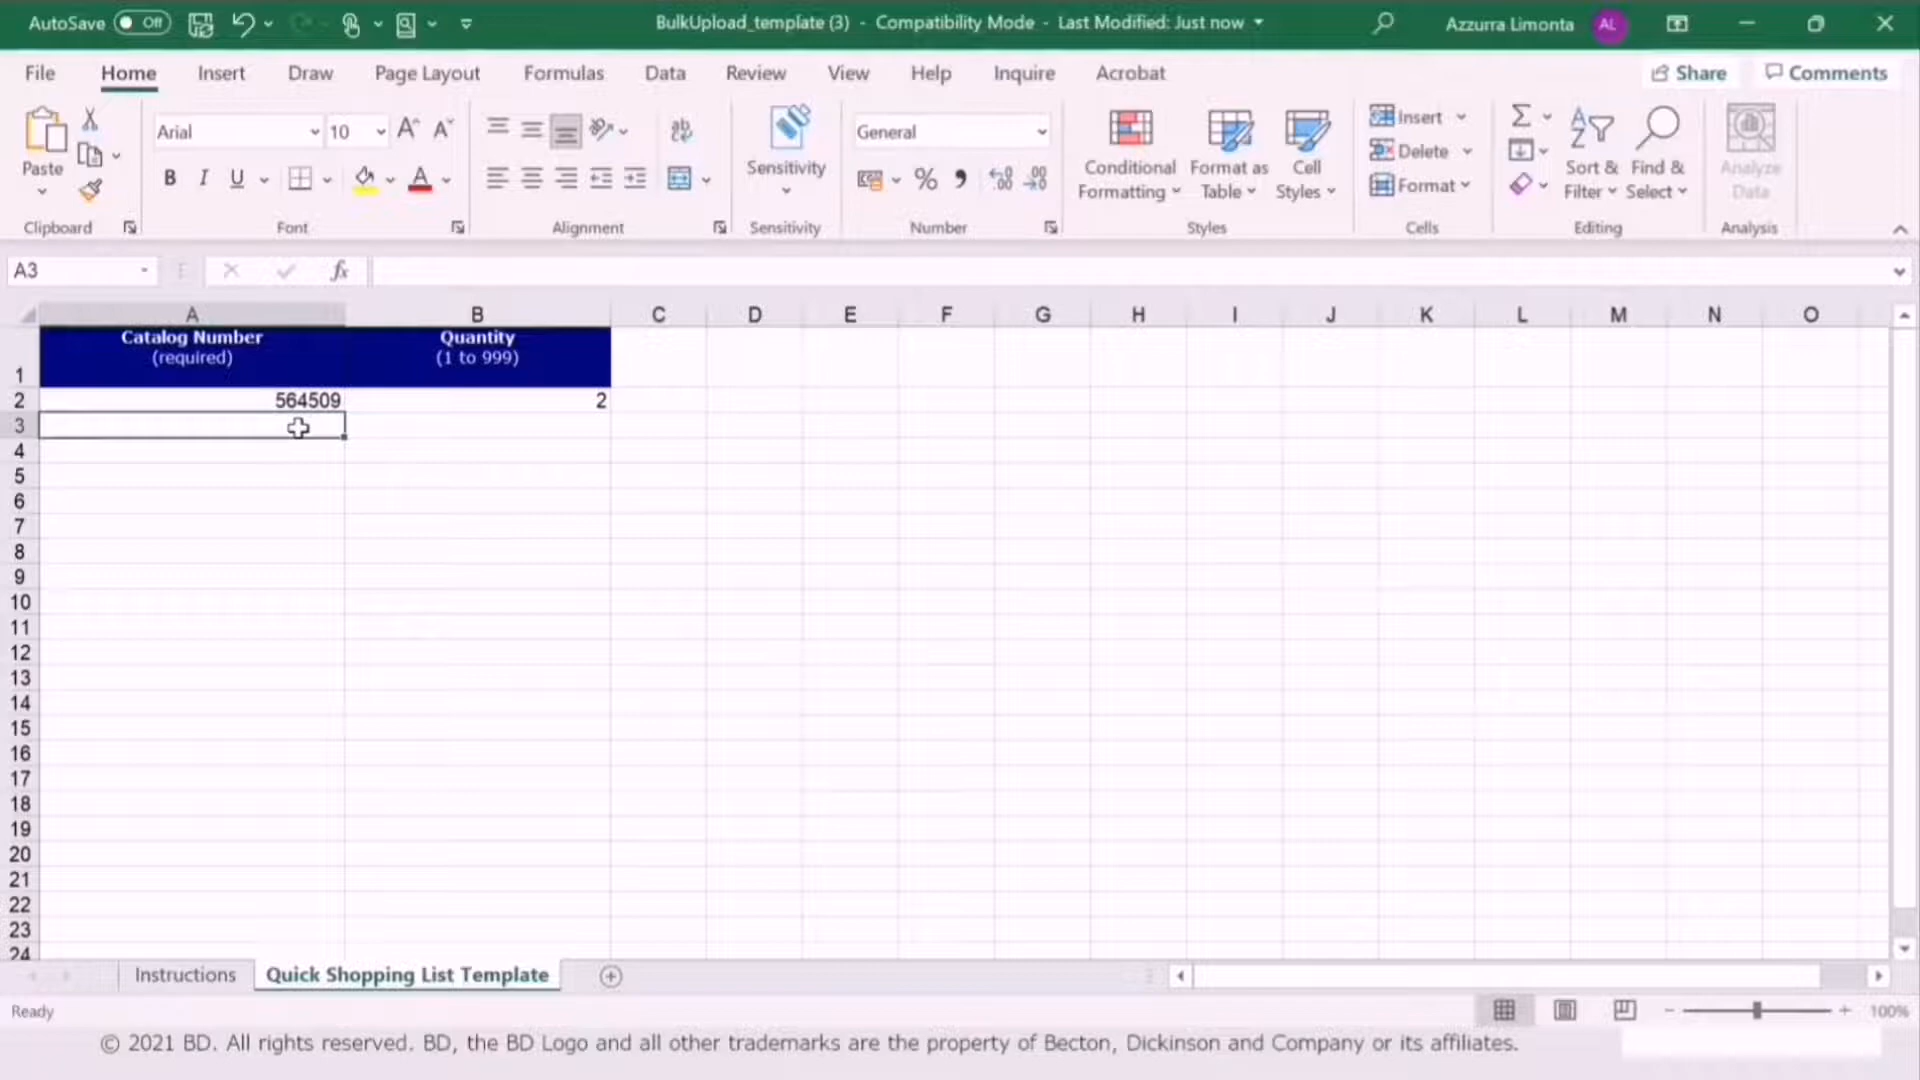 AutoSave Off BulkUpload_template (3) - Compatibility Mode - Last Modified: Just now Azzurra Limonta AL
File Home Insert Draw Page Layout Formulas Data Review View Help Inquire Acrobat Share Comments
Paste
Arial 10
B I U
ab
Sensitivity
General
%
Conditional Formatting
Format as Table
Cell Styles
Insert
Delete
Format
Sort & Filter
Find & Select
Analyze Data
Clipboard Font Alignment Sensitivity Number Styles Cells Editing Analysis
A3 fx
A B C D E F G H I J K L M N O
Catalog Number Quantity
(required) (1 to 999)
1
2 564509 2
3
4
5
6
7
8
9
10
11
12
13
14
15
16
17
18
19
20
21
22
23
24
Instructions Quick Shopping List Template
Ready 100%
© 2021 BD. All rights reserved. BD, the BD Logo and all other trademarks are the property of Becton, Dickinson and Company or its affiliates.